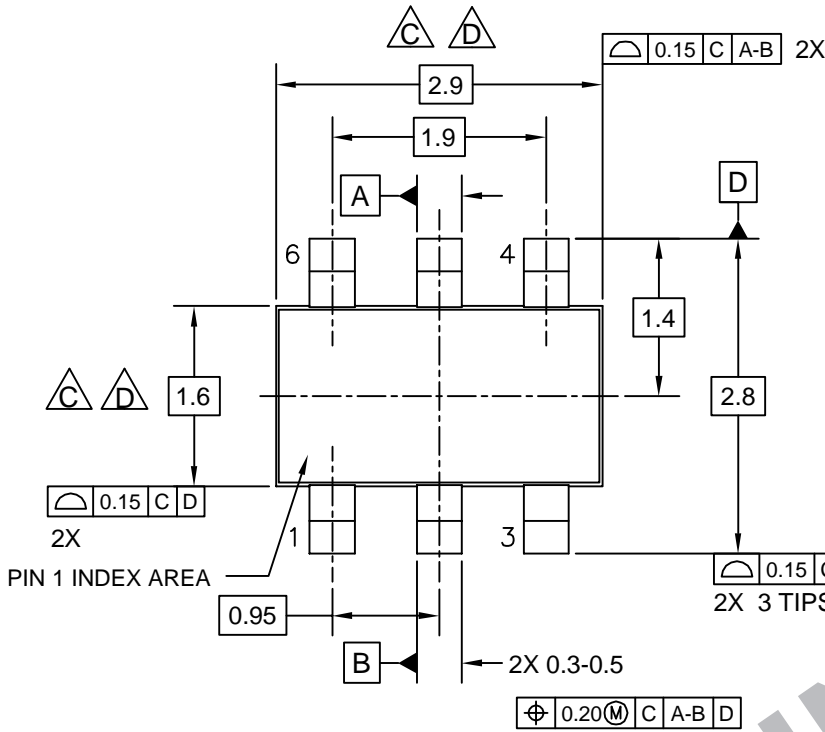 C D
⌓ 0.15 C A-B 2X
2.9
1.9
A
D
6
4
1.4
C D
1.6
2.8
⌓ 0.15 C D
2X
1
3
PIN 1 INDEX AREA
⌓ 0.15
2X 3 TIPS
0.95
B
2X 0.3-0.5
⌖ 0.20Ⓜ C A-B D